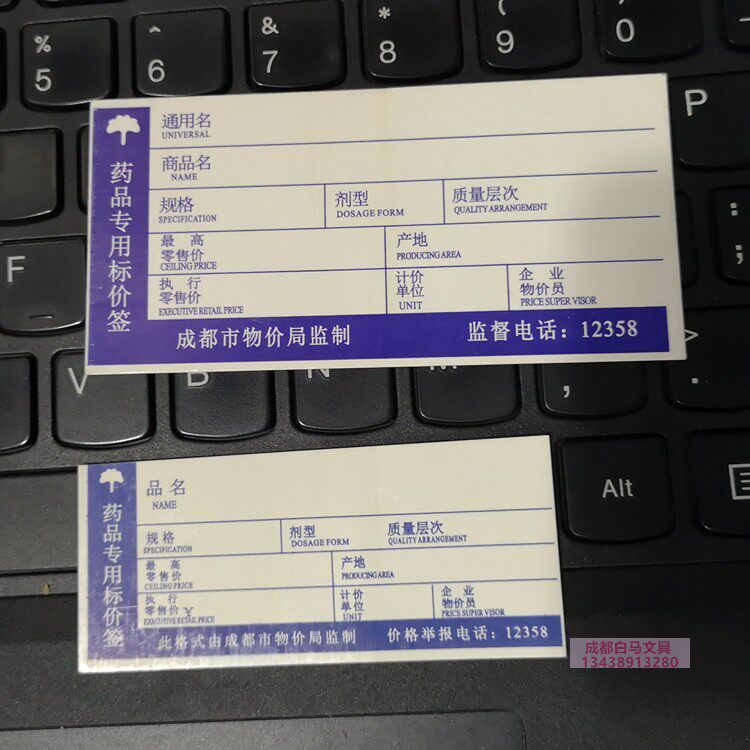 % 5
^ 6
& 7
* 8
( 9
) 0
P
F
V
B
N
M
Alt
药品专用标价签
通用名
UNIVERSAL
商品名
NAME
规格
SPECIFICATION
剂型
DOSAGE FORM
质量层次
QUALITY ARRANGEMENT
最 高
零售价
CEILING PRICE
产地
PRODUCING AREA
执 行
零售价
EXECUTIVE RETAIL PRICE
计价
单位
UNIT
企 业
物价员
PRICE SUPER VISOR
成都市物价局监制 监督电话：12358
药品专用标价签
品 名
NAME
规格
SPECIFICATION
剂型
DOSAGE FORM
质量层次
QUALITY ARRANGEMENT
最 高
零售价
CEILING PRICE
产地
PRODUCING AREA
执 行
零售价 ￥
EXECUTIVE RETAIL PRICE
计价
单位
UNIT
企 业
物价员
PRICE SUPER VISOR
此格式由成都市物价局监制 价格举报电话：12358
成都白马文具
13438913280